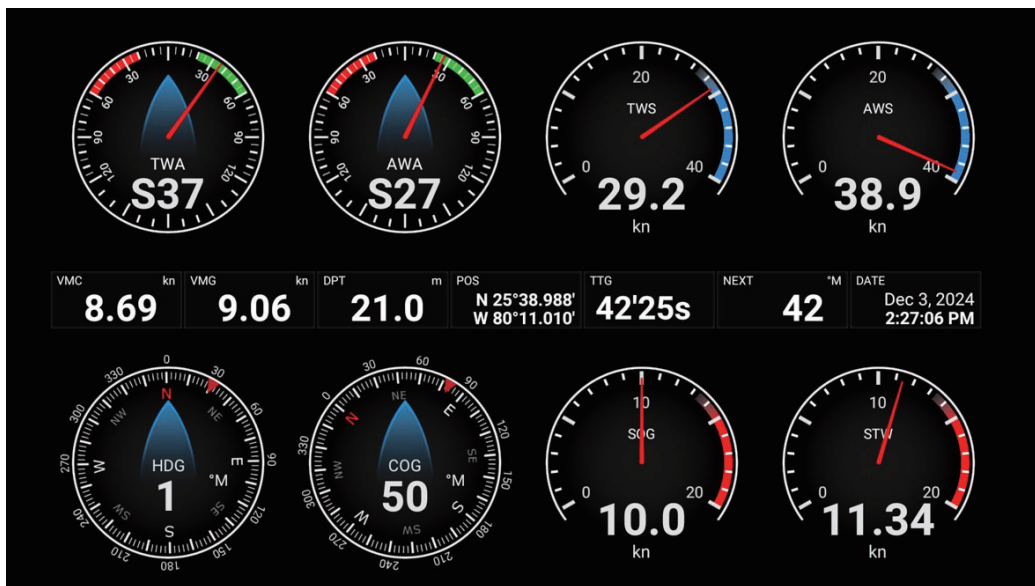 30 30
60 60
90 90
120 120
TWA
S37
30 30
60 60
90 90
120 120
AWA
S27
20
TWS
0 40
29.2
kn
20
AWS
0 40
38.9
kn
VMC kn
8.69
VMG kn
9.06
DPT m
21.0
POS
N 25°38.988'
W 80°11.010'
TTG
42'25s
NEXT °M
42
DATE
Dec 3, 2024
2:27:06 PM
0 30 60 90 120 150 180 210 240 270 300 330
N NE E SE S SW W NW
HDG
°M
1
0 30 60 90 120 150 180 210 240 270 300 330
N NE E SE S SW W NW
COG
°M
50
10
SOG
0 20
10.0
kn
10
STW
0 20
11.34
kn